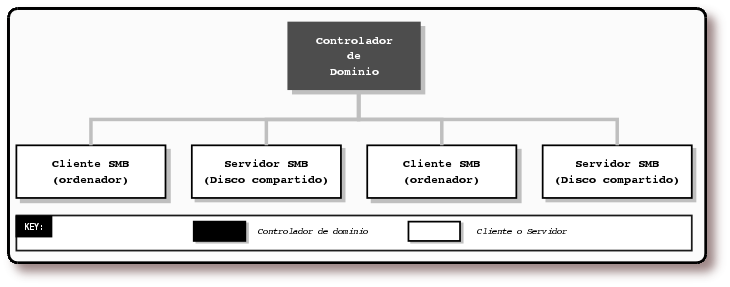 Controlador
de
Dominio
Cliente SMB
(ordenador)
Servidor SMB
(Disco compartido)
Cliente SMB
(ordenador)
Servidor SMB
(Disco compartido)
KEY:
Controlador de dominio
Cliente o Servidor